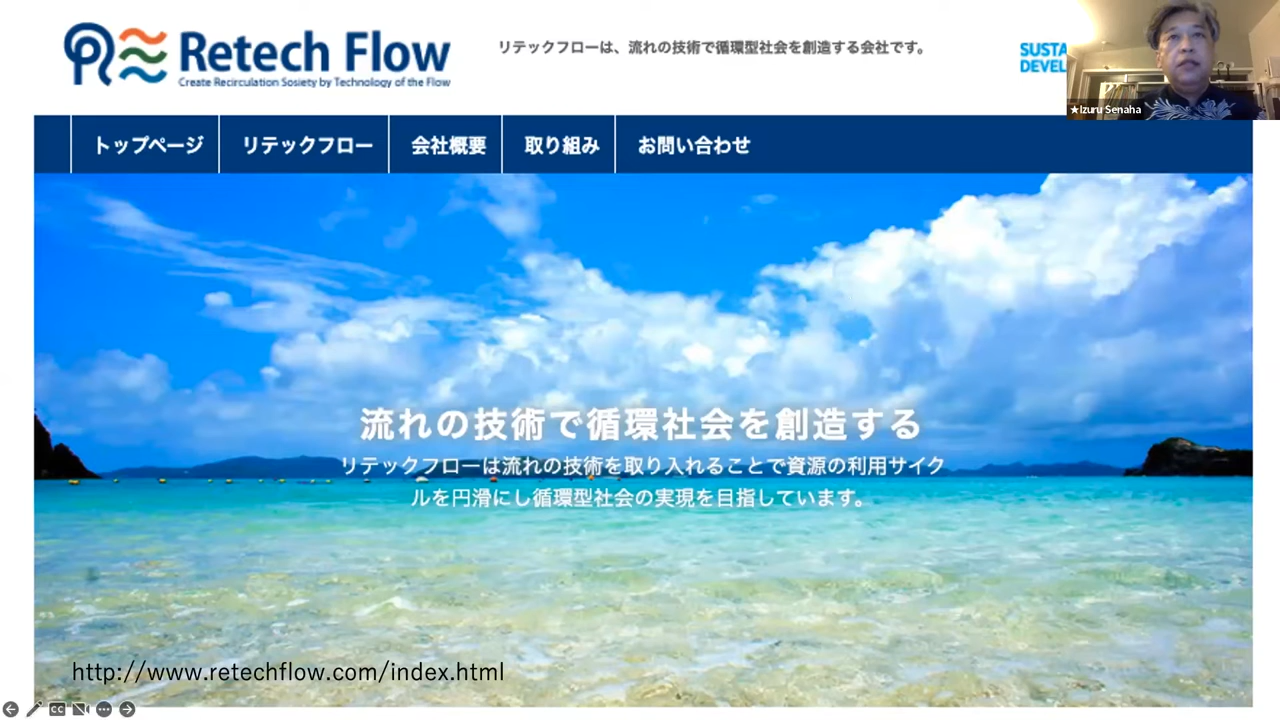 Retech Flow
Create Recirculation Sosiety by Technology of the Flow
リテックフローは、流れの技術で循環型社会を創造する会社です。
SUSTA
DEVEL
★Izuru Senaha
トップページ
リテックフロー
会社概要
取り組み
お問い合わせ
流れの技術で循環社会を創造する
リテックフローは流れの技術を取り入れることで資源の利用サイク
ルを円滑にし循環型社会の実現を目指しています。
http://www.retechflow.com/index.html
CC